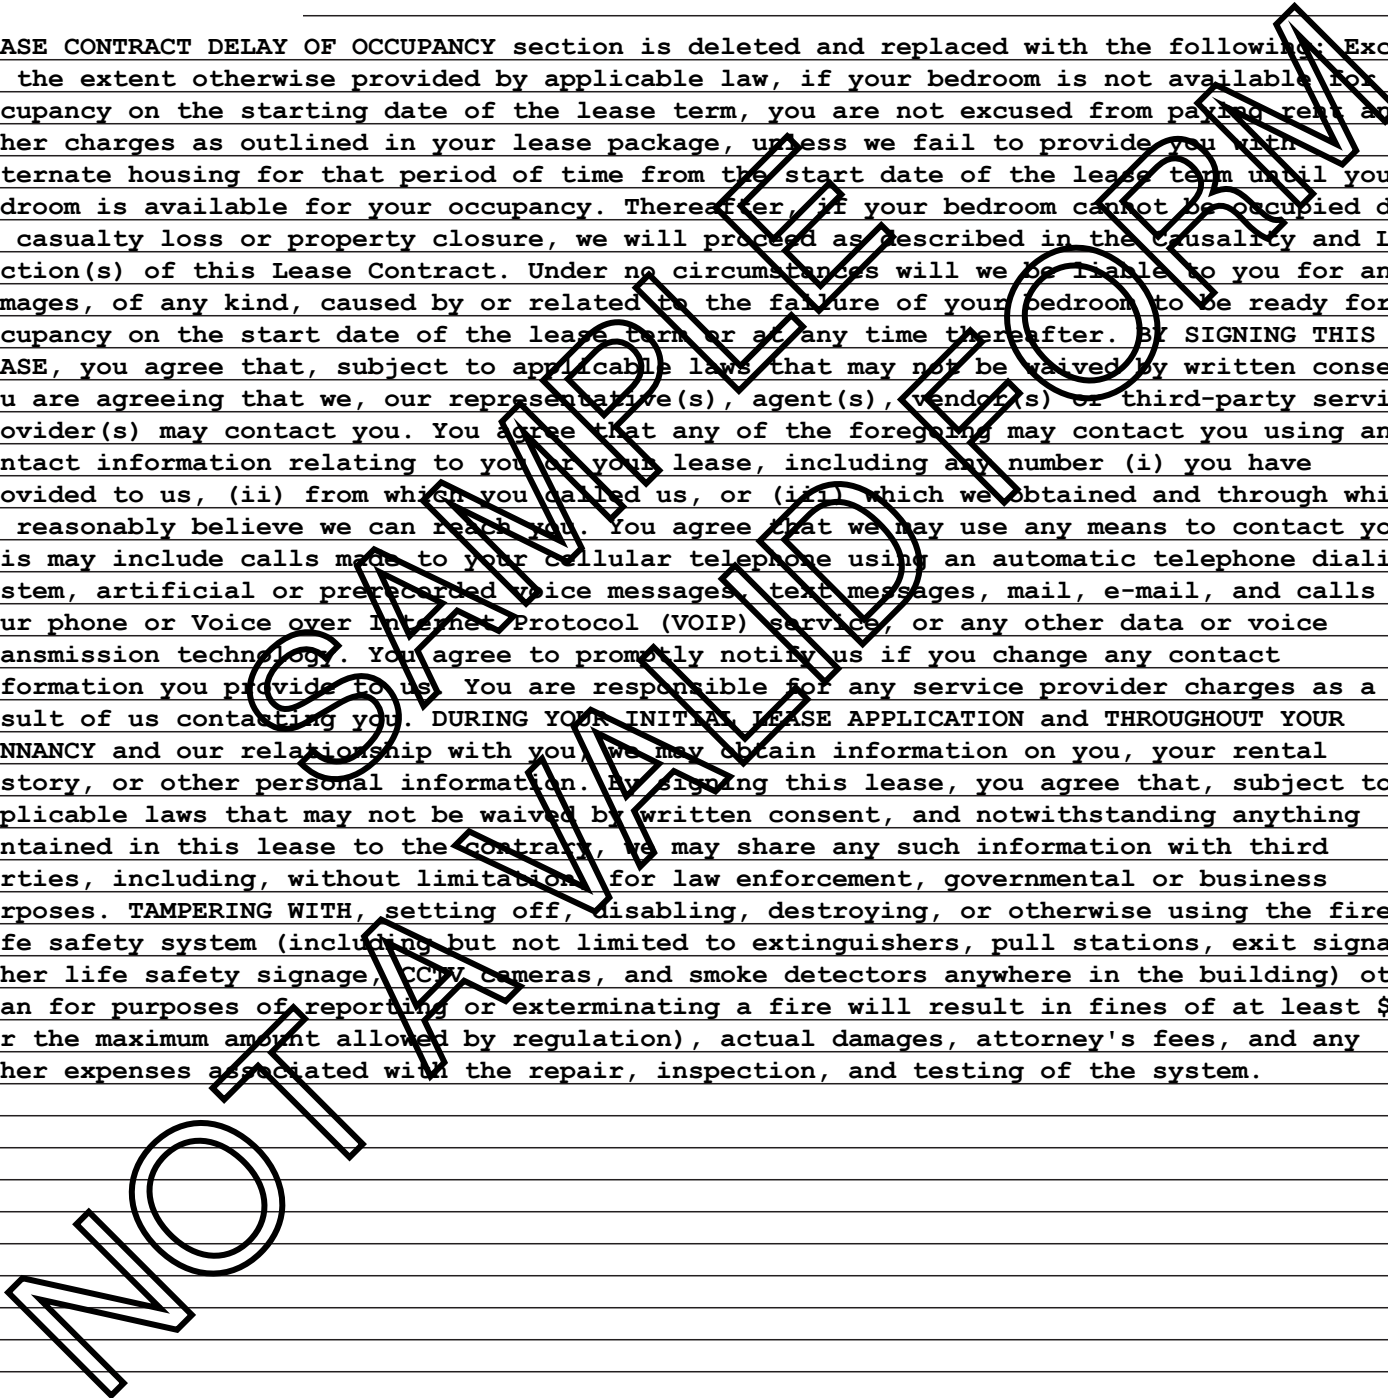 ASE CONTRACT DELAY OF OCCUPANCY section is deleted and replaced with the following: Exc
the extent otherwise provided by applicable law, if your bedroom is not available for
cupancy on the starting date of the lease term, you are not excused from paying rent an
her charges as outlined in your lease package, unless we fail to provide you with
ternate housing for that period of time from the start date of the lease term until you
droom is available for your occupancy. Thereafter, if your bedroom cannot be occupied d
casualty loss or property closure, we will proceed as described in the Causality and L
ction(s) of this Lease Contract. Under no circumstances will we be liable to you for an
mages, of any kind, caused by or related to the failure of your bedroom to be ready for
cupancy on the start date of the lease term or at any time thereafter. BY SIGNING THIS
ASE, you agree that, subject to applicable laws that may not be waived by written conse
u are agreeing that we, our representative(s), agent(s), vendor(s) or third-party servi
ovider(s) may contact you. You agree that any of the foregoing may contact you using an
ntact information relating to you or your lease, including any number (i) you have
ovided to us, (ii) from which you called us, or (iii) which we obtained and through whi
reasonably believe we can reach you. You agree that we may use any means to contact yo
is may include calls made to your cellular telephone using an automatic telephone diali
stem, artificial or prerecorded voice messages, text messages, mail, e-mail, and calls
ur phone or Voice over Internet Protocol (VOIP) service, or any other data or voice
ansmission technology. You agree to promptly notify us if you change any contact
formation you provide to us. You are responsible for any service provider charges as a
sult of us contacting you. DURING YOUR INITIAL LEASE APPLICATION and THROUGHOUT YOUR
NNANCY and our relationship with you, we may obtain information on you, your rental
story, or other personal information. By signing this lease, you agree that, subject to
plicable laws that may not be waived by written consent, and notwithstanding anything
ntained in this lease to the contrary, we may share any such information with third
rties, including, without limitation, for law enforcement, governmental or business
rposes. TAMPERING WITH, setting off, disabling, destroying, or otherwise using the fire
fe safety system (including but not limited to extinguishers, pull stations, exit signa
her life safety signage, CCTV cameras, and smoke detectors anywhere in the building) ot
an for purposes of reporting or exterminating a fire will result in fines of at least $
r the maximum amount allowed by regulation), actual damages, attorney's fees, and any
her expenses associated with the repair, inspection, and testing of the system.
SAMPLE
NOT A VALID FORM